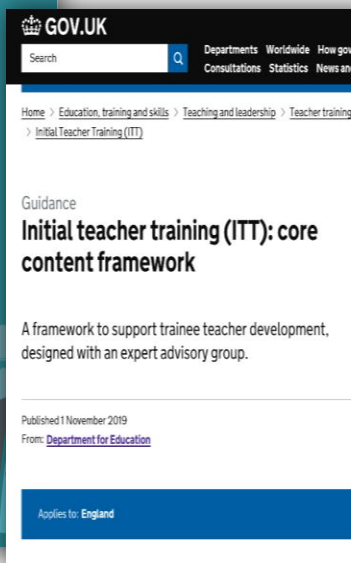 GOV.UK
Search
Departments Worldwide How
Consultations Statistics News
Home > Education, training and skills > Teaching and leadership > Teacher training
> Initial Teacher Training (ITT)
Guidance
Initial teacher training (ITT): core
content framework
A framework to support trainee teacher development,
designed with an expert advisory group.
Published 1 November 2019
From: Department for Education
Applies to: England